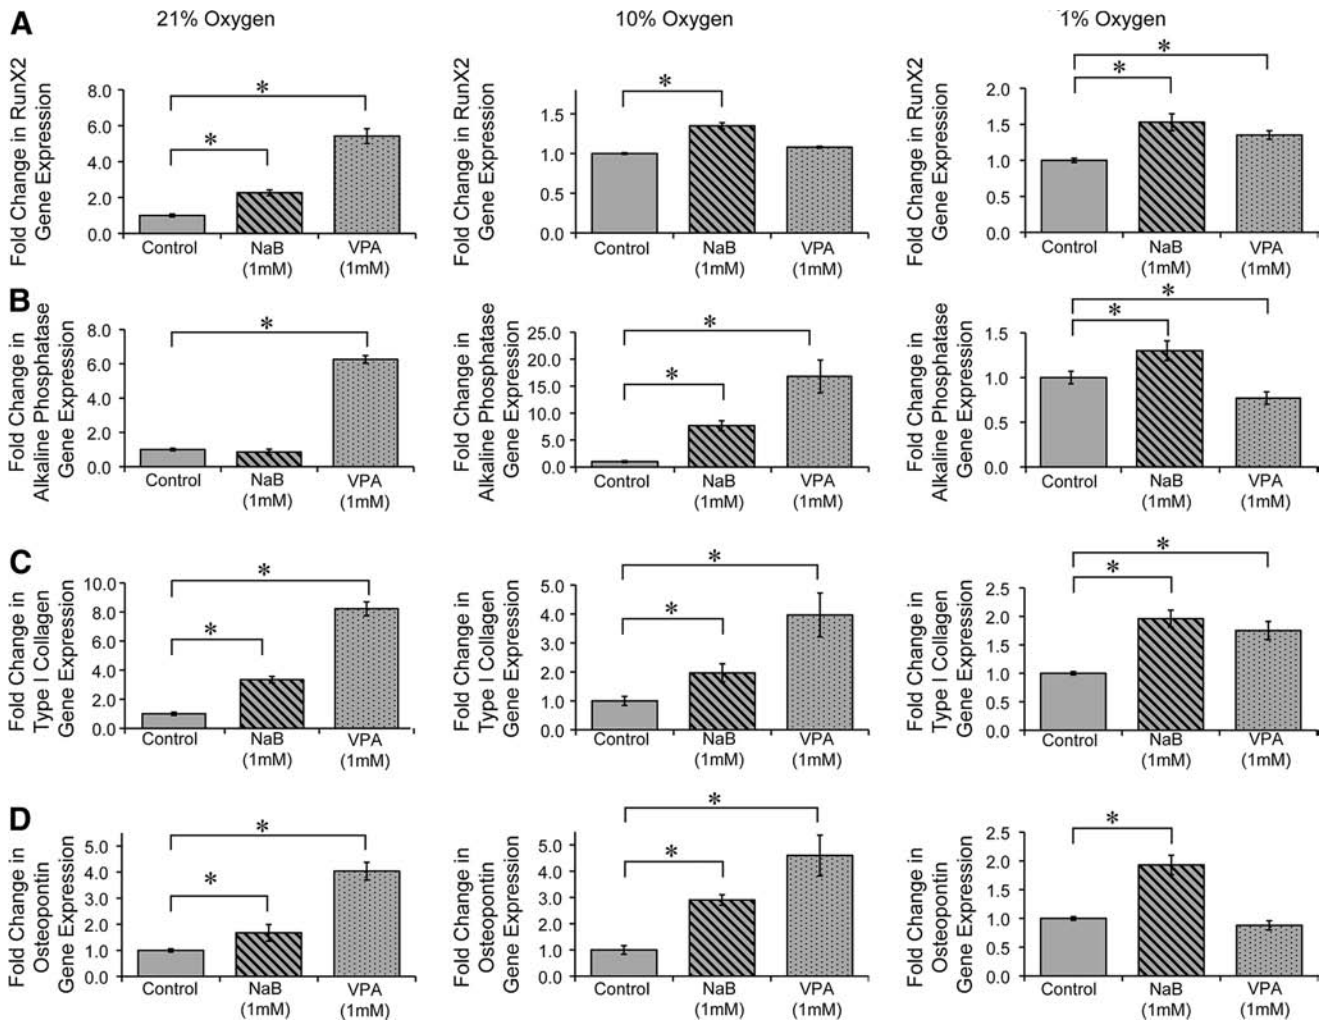 A
21% Oxygen
10% Oxygen
1% Oxygen
Fold Change in RunX2
Gene Expression
8.0
6.0
4.0
2.0
0.0
*
*
Control
NaB
(1mM)
VPA
(1mM)
Fold Change in RunX2
Gene Expression
1.5
1.0
0.5
0.0
*
Control
NaB
(1mM)
VPA
(1mM)
Fold Change in RunX2
Gene Expression
2.0
1.5
1.0
0.5
0.0
*
*
Control
NaB
(1mM)
VPA
(1mM)
B
Fold Change in
Alkaline Phosphatase
Gene Expression
8.0
6.0
4.0
2.0
0.0
*
Control
NaB
(1mM)
VPA
(1mM)
Fold Change in
Alkaline Phosphatase
Gene Expression
25.0
20.0
15.0
10.0
5.0
0.0
*
*
Control
NaB
(1mM)
VPA
(1mM)
Fold Change in
Alkaline Phosphatase
Gene Expression
1.5
1.0
0.5
0.0
*
*
Control
NaB
(1mM)
VPA
(1mM)
C
Fold Change in
Type I Collagen
Gene Expression
10.0
8.0
6.0
4.0
2.0
0.0
*
*
Control
NaB
(1mM)
VPA
(1mM)
Fold Change in
Type I Collagen
Gene Expression
5.0
4.0
3.0
2.0
1.0
0.0
*
*
Control
NaB
(1mM)
VPA
(1mM)
Fold Change in
Type I Collagen
Gene Expression
2.5
2.0
1.5
1.0
0.5
0.0
*
*
Control
NaB
(1mM)
VPA
(1mM)
D
Fold Change in
Osteopontin
Gene Expression
5.0
4.0
3.0
2.0
1.0
0.0
*
*
Control
NaB
(1mM)
VPA
(1mM)
Fold Change in
Osteopontin
Gene Expression
5.0
4.0
3.0
2.0
1.0
0.0
*
*
Control
NaB
(1mM)
VPA
(1mM)
Fold Change in
Osteopontin
Gene Expression
2.5
2.0
1.5
1.0
0.5
0.0
*
Control
NaB
(1mM)
VPA
(1mM)